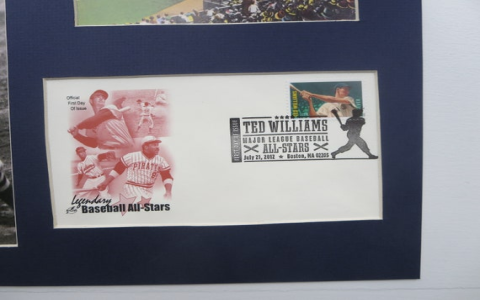 Official
First Day
Of Issue
PIRATES
Legendary
Baseball All-Stars
TED WILLIAMS
MAJOR LEAGUE BASEBALL
ALL-STARS
July 21, 2012 ★ Boston, MA 02205